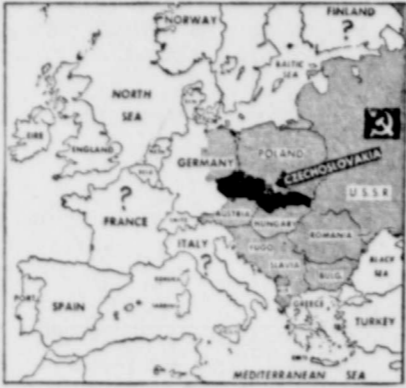 NORWAY
FINLAND
?
BALTIC
SEA
NORTH
SEA
EIRE
ENGLAND
GERMANY
POLAND
CZECHOSLOVAKIA
U.S.S.R.
?
FRANCE
AUSTRIA
HUNGARY
ITALY
?
ROMANIA
YUGO
SLAVIA
BULG.
BLACK
SEA
PORT.
SPAIN
GREECE
TURKEY
MEDITERRANEAN SEA